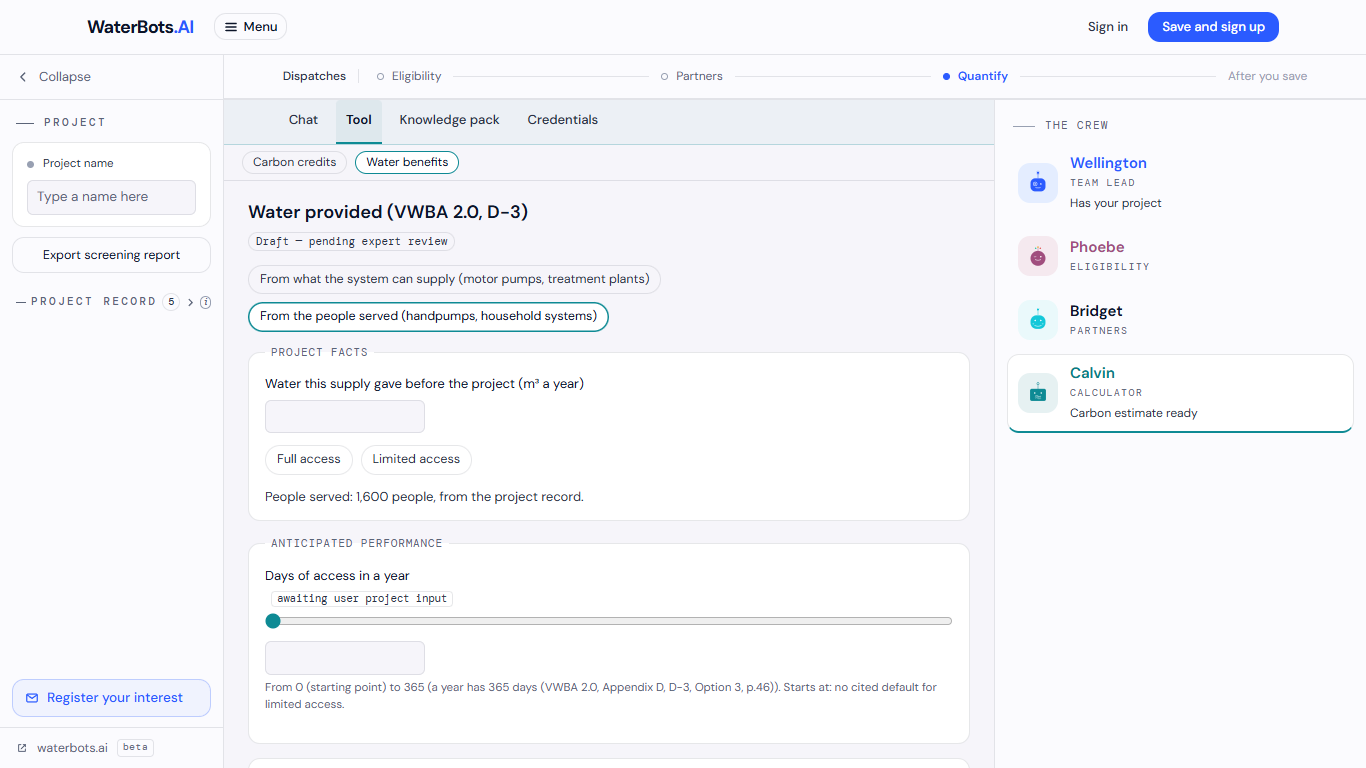 WaterBots.AI
Menu
Sign in
Save and sign up
Collapse
Dispatches
Eligibility
Partners
Quantify
After you save
PROJECT
Project name
Type a name here
Export screening report
PROJECT RECORD 5 i
Register your interest
waterbots.ai beta
Chat
Tool
Knowledge pack
Credentials
Carbon credits
Water benefits
Water provided (VWBA 2.0, D-3)
Draft — pending expert review
From what the system can supply (motor pumps, treatment plants)
From the people served (handpumps, household systems)
PROJECT FACTS
Water this supply gave before the project (m³ a year)
Full access
Limited access
People served: 1,600 people, from the project record.
ANTICIPATED PERFORMANCE
Days of access in a year
awaiting user project input
From 0 (starting point) to 365 (a year has 365 days (VWBA 2.0, Appendix D, D-3, Option 3, p.46)). Starts at: no cited default for
limited access.
THE CREW
Wellington
TEAM LEAD
Has your project
Phoebe
ELIGIBILITY
Bridget
PARTNERS
Calvin
CALCULATOR
Carbon estimate ready